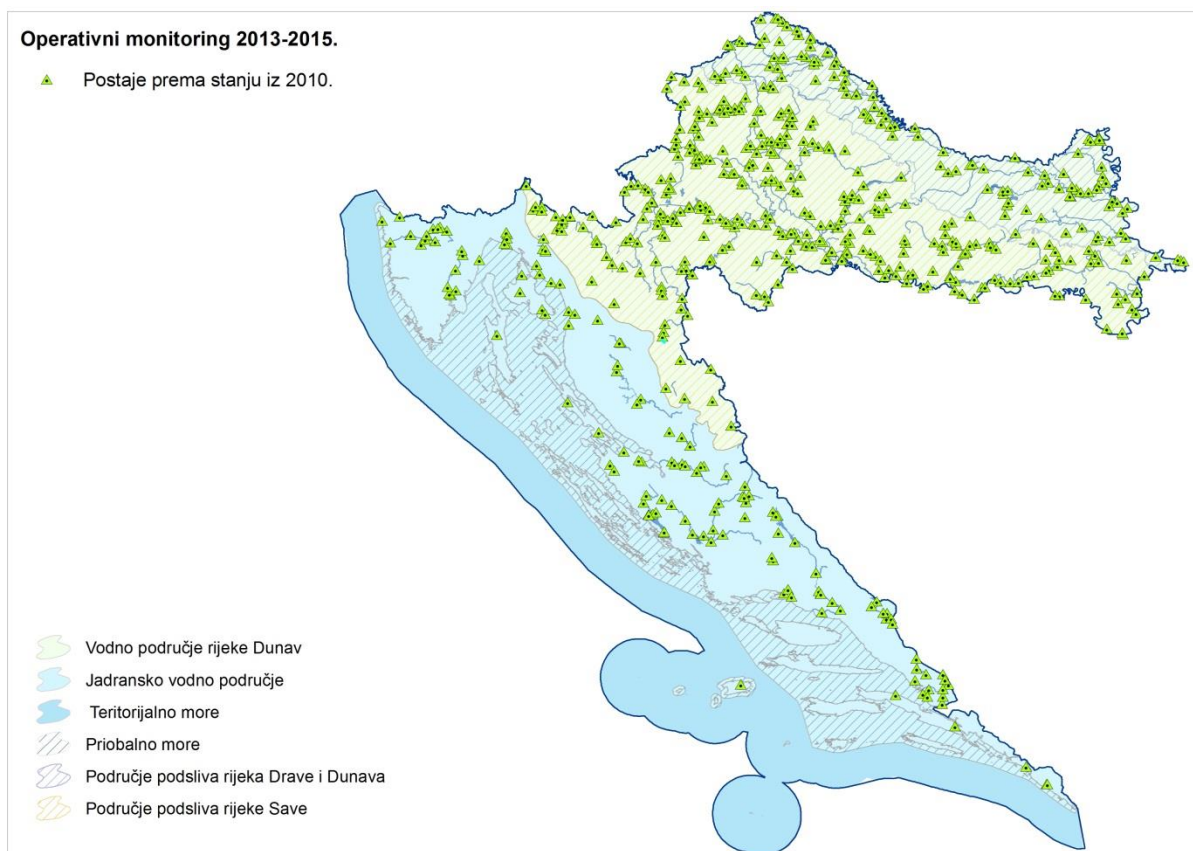 Operativni monitoring 2013-2015.
Postaje prema stanju iz 2010.
Vodno područje rijeke Dunav
Jadransko vodno područje
Teritorijalno more
Priobalno more
Područje podsliva rijeka Drave i Dunava
Područje podsliva rijeke Save